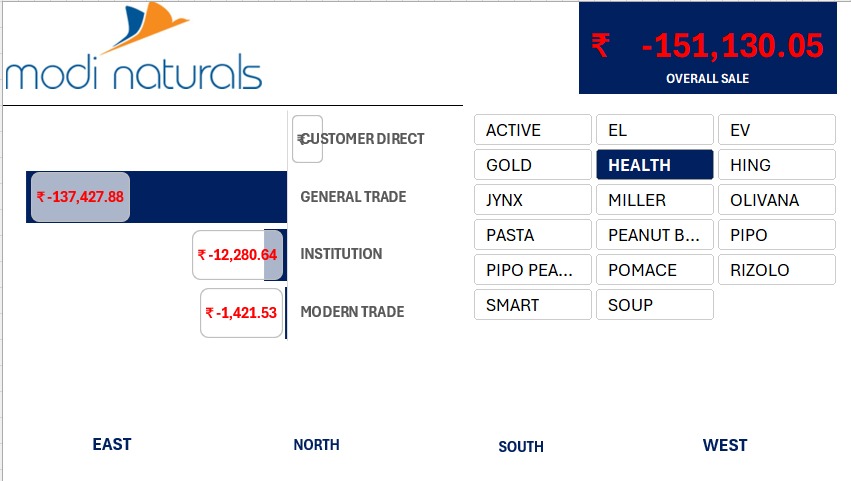 modi naturals
₹ -151,130.05
OVERALL SALE
₹ CUSTOMER DIRECT
₹ -137,427.88 GENERAL TRADE
₹ -12,280.64 INSTITUTION
₹ -1,421.53 MODERN TRADE
ACTIVE EL EV
GOLD HEALTH HING
JYNX MILLER OLIVANA
PASTA PEANUT B... PIPO
PIPO PEA... POMACE RIZOLO
SMART SOUP
EAST NORTH SOUTH WEST